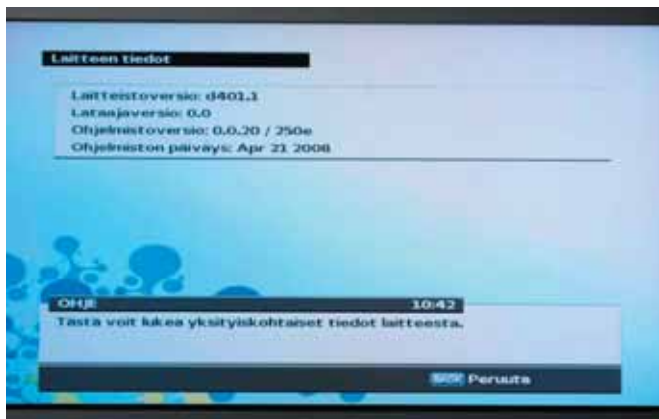 Laitteen tiedot
Laitteistoversio: d401.1
Lataajaversio: 0.0
Ohjelmistoversio: 0.0.20 / 250e
Ohjelmiston päiväys: Apr 21 2008
OHJE 10:42
Tästä voit lukea yksityiskohtaiset tiedot laitteesta.
Peruuta